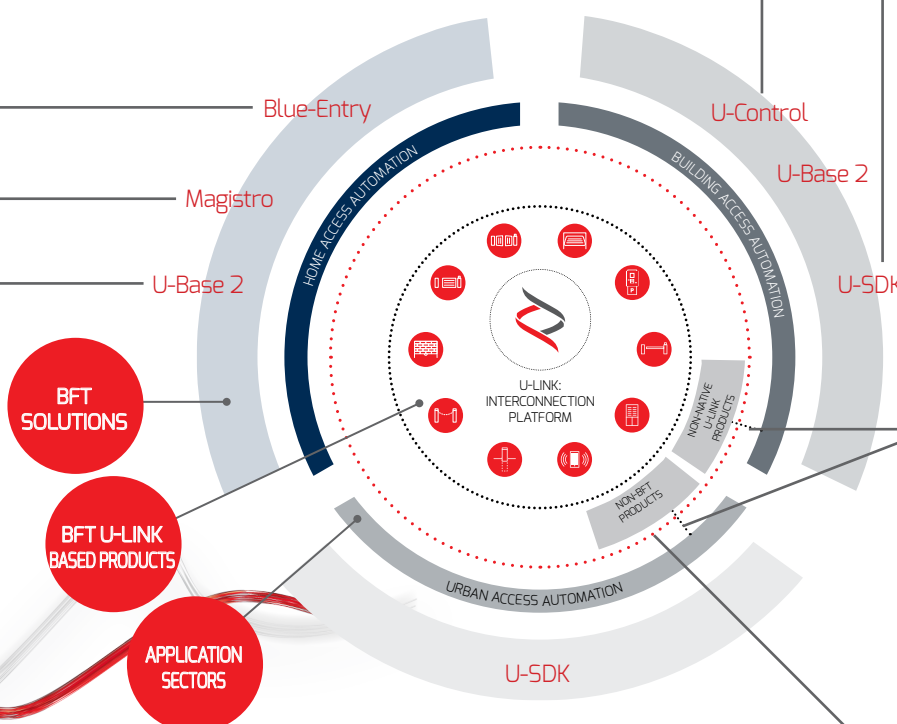 Blue-Entry
U-Control
HOME ACCESS AUTOMATION
BUILDING ACCESS AUTOMATION
U-Base 2
Magistro
U-Base 2
U-SDK
U-LINK:
INTERCONNECTION
PLATFORM
NON-NATIVE
U-LINK
PRODUCTS
BFT
SOLUTIONS
NON-BFT
PRODUCTS
BFT U-LINK
BASED PRODUCTS
URBAN ACCESS AUTOMATION
APPLICATION
SECTORS
U-SDK